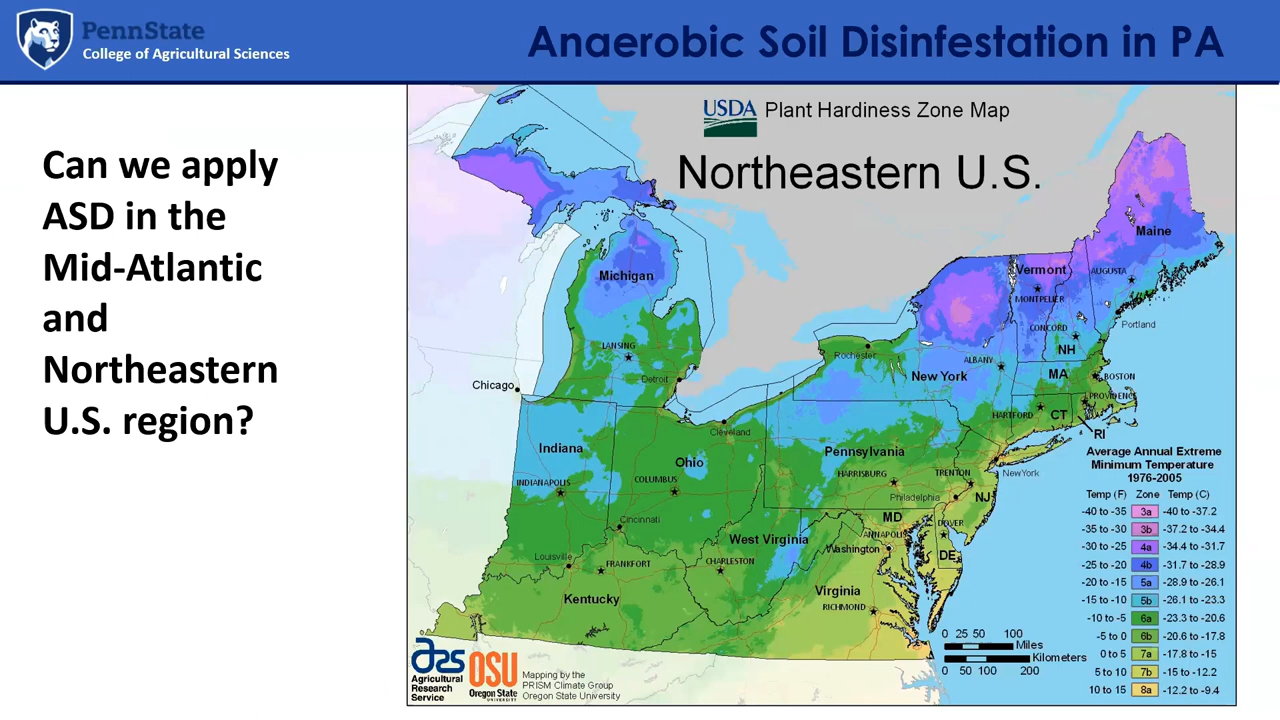 PennState
College of Agricultural Sciences
Anaerobic Soil Disinfestation in PA
Can we apply
ASD in the
Mid-Atlantic
and
Northeastern
U.S. region?
USDA Plant Hardiness Zone Map
Northeastern U.S.
Maine
AUGUSTA
Vermont
MONTPELIER
Michigan
CONCORD
Portland
LANSING
Rochester
NH
ALBANY
New York
MA
BOSTON
Detroit
Chicago
PROVIDENCE
HARTFORD
CT
RI
Cleveland
Indiana
Pennsylvania
Ohio
HARRISBURG
TRENTON
New York
INDIANAPOLIS
COLUMBUS
Philadelphia
NJ
Cincinnati
MD
DOVER
West Virginia
ANNAPOLIS
Washington
DE
Louisville
FRANKFORT
CHARLESTON
Kentucky
Virginia
RICHMOND
Average Annual Extreme
Minimum Temperature
1976-2005
Temp (F) Zone Temp (C)
-40 to -35 3a -40 to -37.2
-35 to -30 3b -37.2 to -34.4
-30 to -25 4a -34.4 to -31.7
-25 to -20 4b -31.7 to -28.9
-20 to -15 5a -28.9 to -26.1
-15 to -10 5b -26.1 to -23.3
-10 to -5 6a -23.3 to -20.6
-5 to 0 6b -20.6 to -17.8
0 to 5 7a -17.8 to -15
5 to 10 7b -15 to -12.2
10 to 15 8a -12.2 to -9.4
0 25 50 100
Miles
Kilometers
0 50 100 200
ars
Agricultural
Research
Service
OSU
Oregon State
University
Mapping by the
PRISM Climate Group
Oregon State University